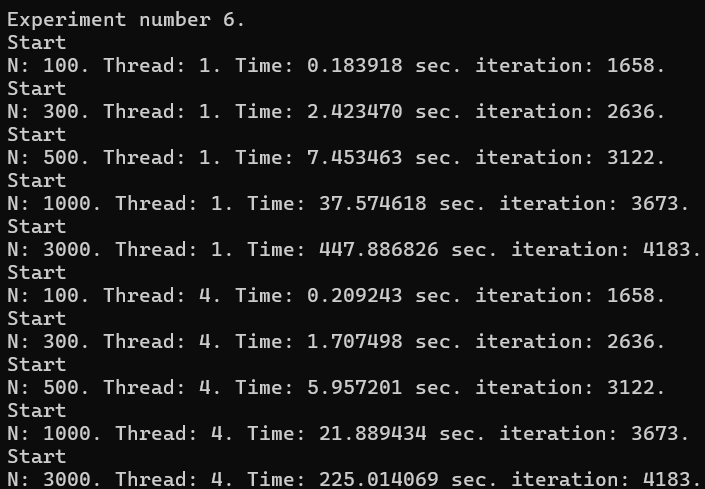 Experiment number 6.
Start
N: 100. Thread: 1. Time: 0.183918 sec. iteration: 1658.
Start
N: 300. Thread: 1. Time: 2.423470 sec. iteration: 2636.
Start
N: 500. Thread: 1. Time: 7.453463 sec. iteration: 3122.
Start
N: 1000. Thread: 1. Time: 37.574618 sec. iteration: 3673.
Start
N: 3000. Thread: 1. Time: 447.886826 sec. iteration: 4183.
Start
N: 100. Thread: 4. Time: 0.209243 sec. iteration: 1658.
Start
N: 300. Thread: 4. Time: 1.707498 sec. iteration: 2636.
Start
N: 500. Thread: 4. Time: 5.957201 sec. iteration: 3122.
Start
N: 1000. Thread: 4. Time: 21.889434 sec. iteration: 3673.
Start
N: 3000. Thread: 4. Time: 225.014069 sec. iteration: 4183.